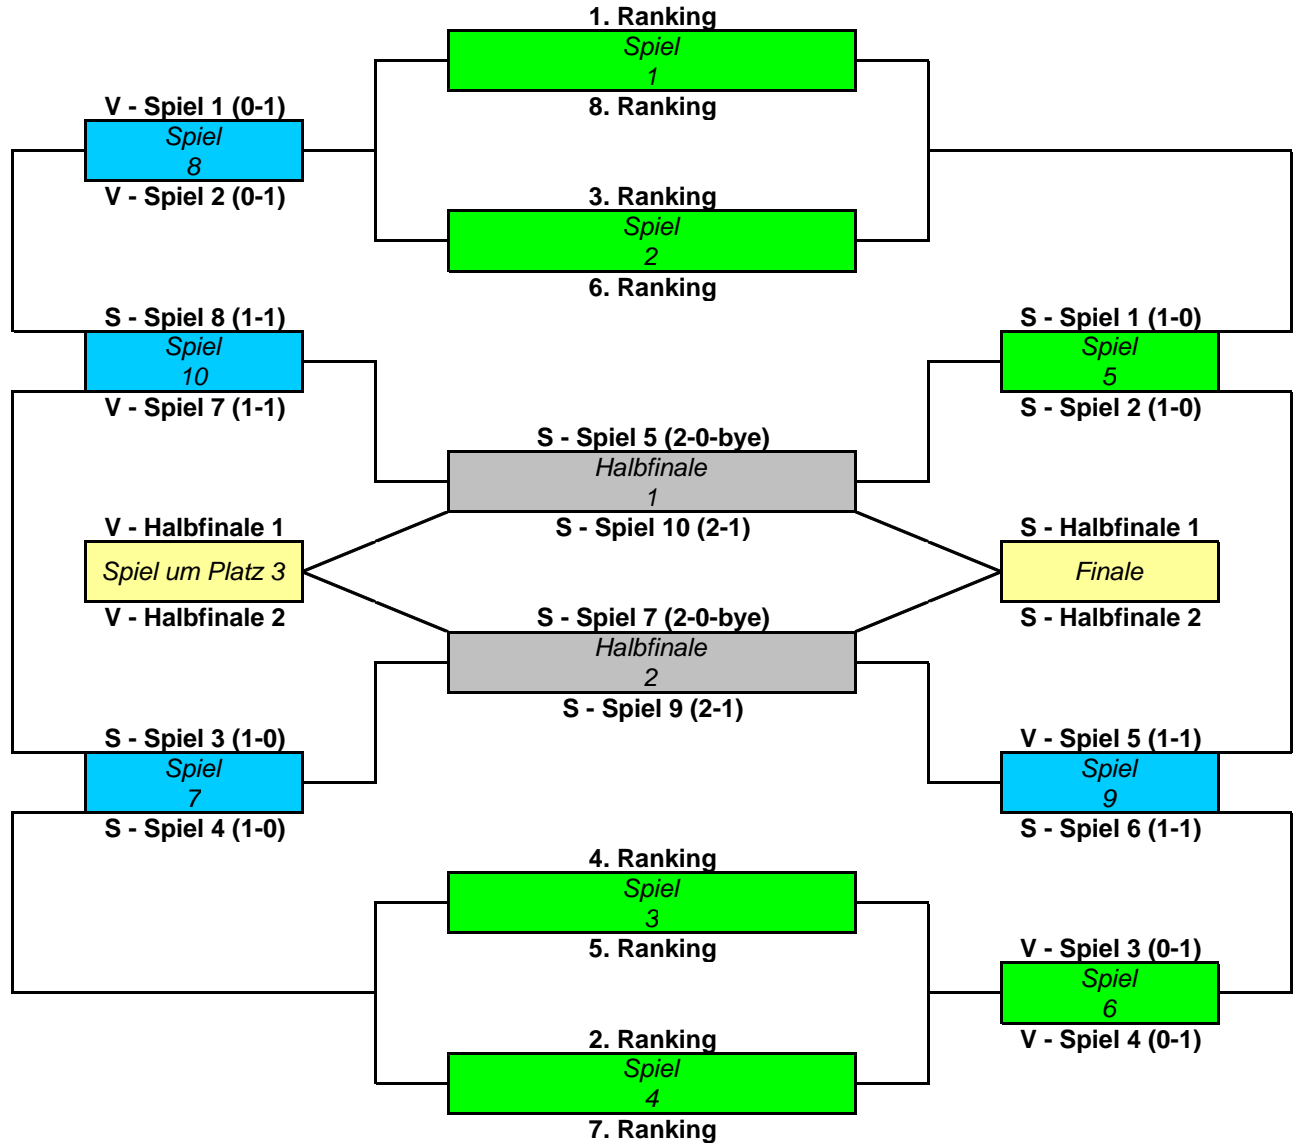 1. Ranking
Spiel
1
8. Ranking
V - Spiel 1 (0-1)
Spiel
8
V - Spiel 2 (0-1)
3. Ranking
Spiel
2
6. Ranking
S - Spiel 8 (1-1)
Spiel
10
V - Spiel 7 (1-1)
S - Spiel 1 (1-0)
Spiel
5
S - Spiel 2 (1-0)
S - Spiel 5 (2-0-bye)
Halbfinale
1
S - Spiel 10 (2-1)
V - Halbfinale 1
Spiel um Platz 3
V - Halbfinale 2
S - Halbfinale 1
Finale
S - Halbfinale 2
S - Spiel 7 (2-0-bye)
Halbfinale
2
S - Spiel 9 (2-1)
S - Spiel 3 (1-0)
Spiel
7
S - Spiel 4 (1-0)
V - Spiel 5 (1-1)
Spiel
9
S - Spiel 6 (1-1)
4. Ranking
Spiel
3
5. Ranking
V - Spiel 3 (0-1)
Spiel
6
V - Spiel 4 (0-1)
2. Ranking
Spiel
4
7. Ranking